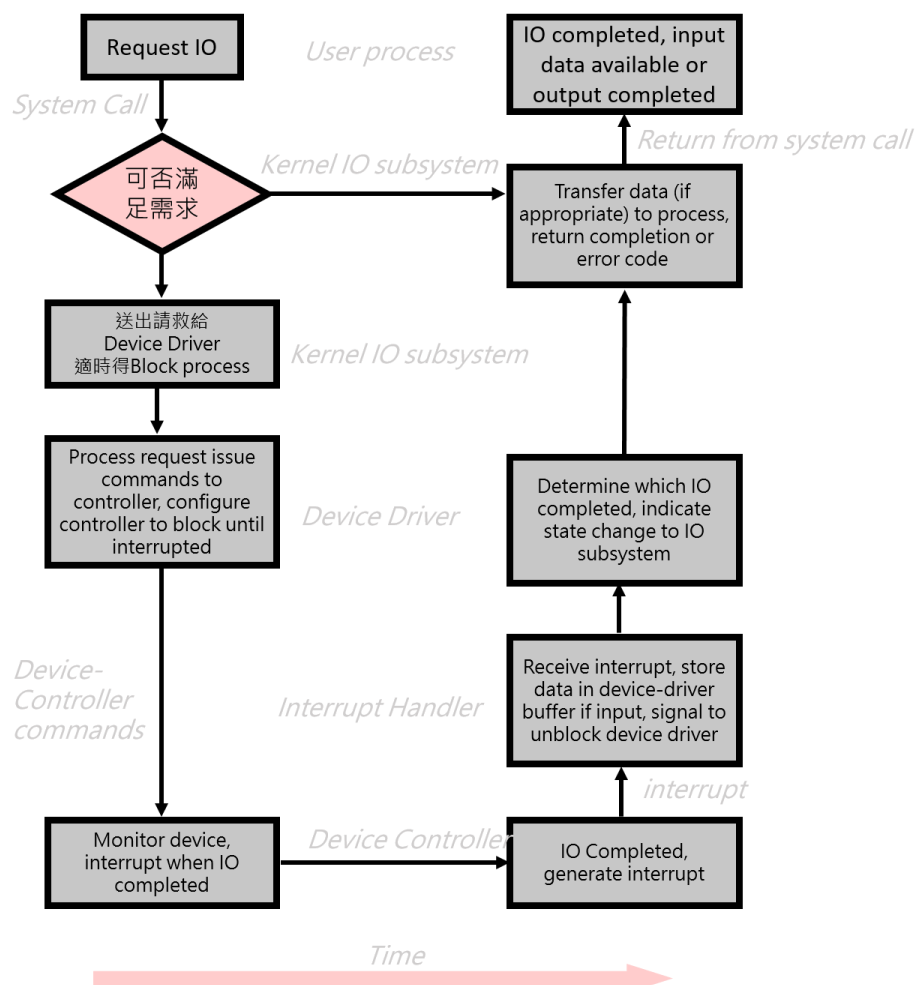 Request IO
User process
IO completed, input
data available or
output completed
System Call
Return from system call
可否滿
足需求
Kernel IO subsystem
Transfer data (if
appropriate) to process,
return completion or
error code
送出請救給
Device Driver
適時得Block process
Kernel IO subsystem
Process request issue
commands to
controller, configure
controller to block until
interrupted
Device Driver
Determine which IO
completed, indicate
state change to IO
subsystem
Device-
Controller
commands
Interrupt Handler
Receive interrupt, store
data in device-driver
buffer if input, signal to
unblock device driver
interrupt
Monitor device,
interrupt when IO
completed
Device Controller
IO Completed,
generate interrupt
Time